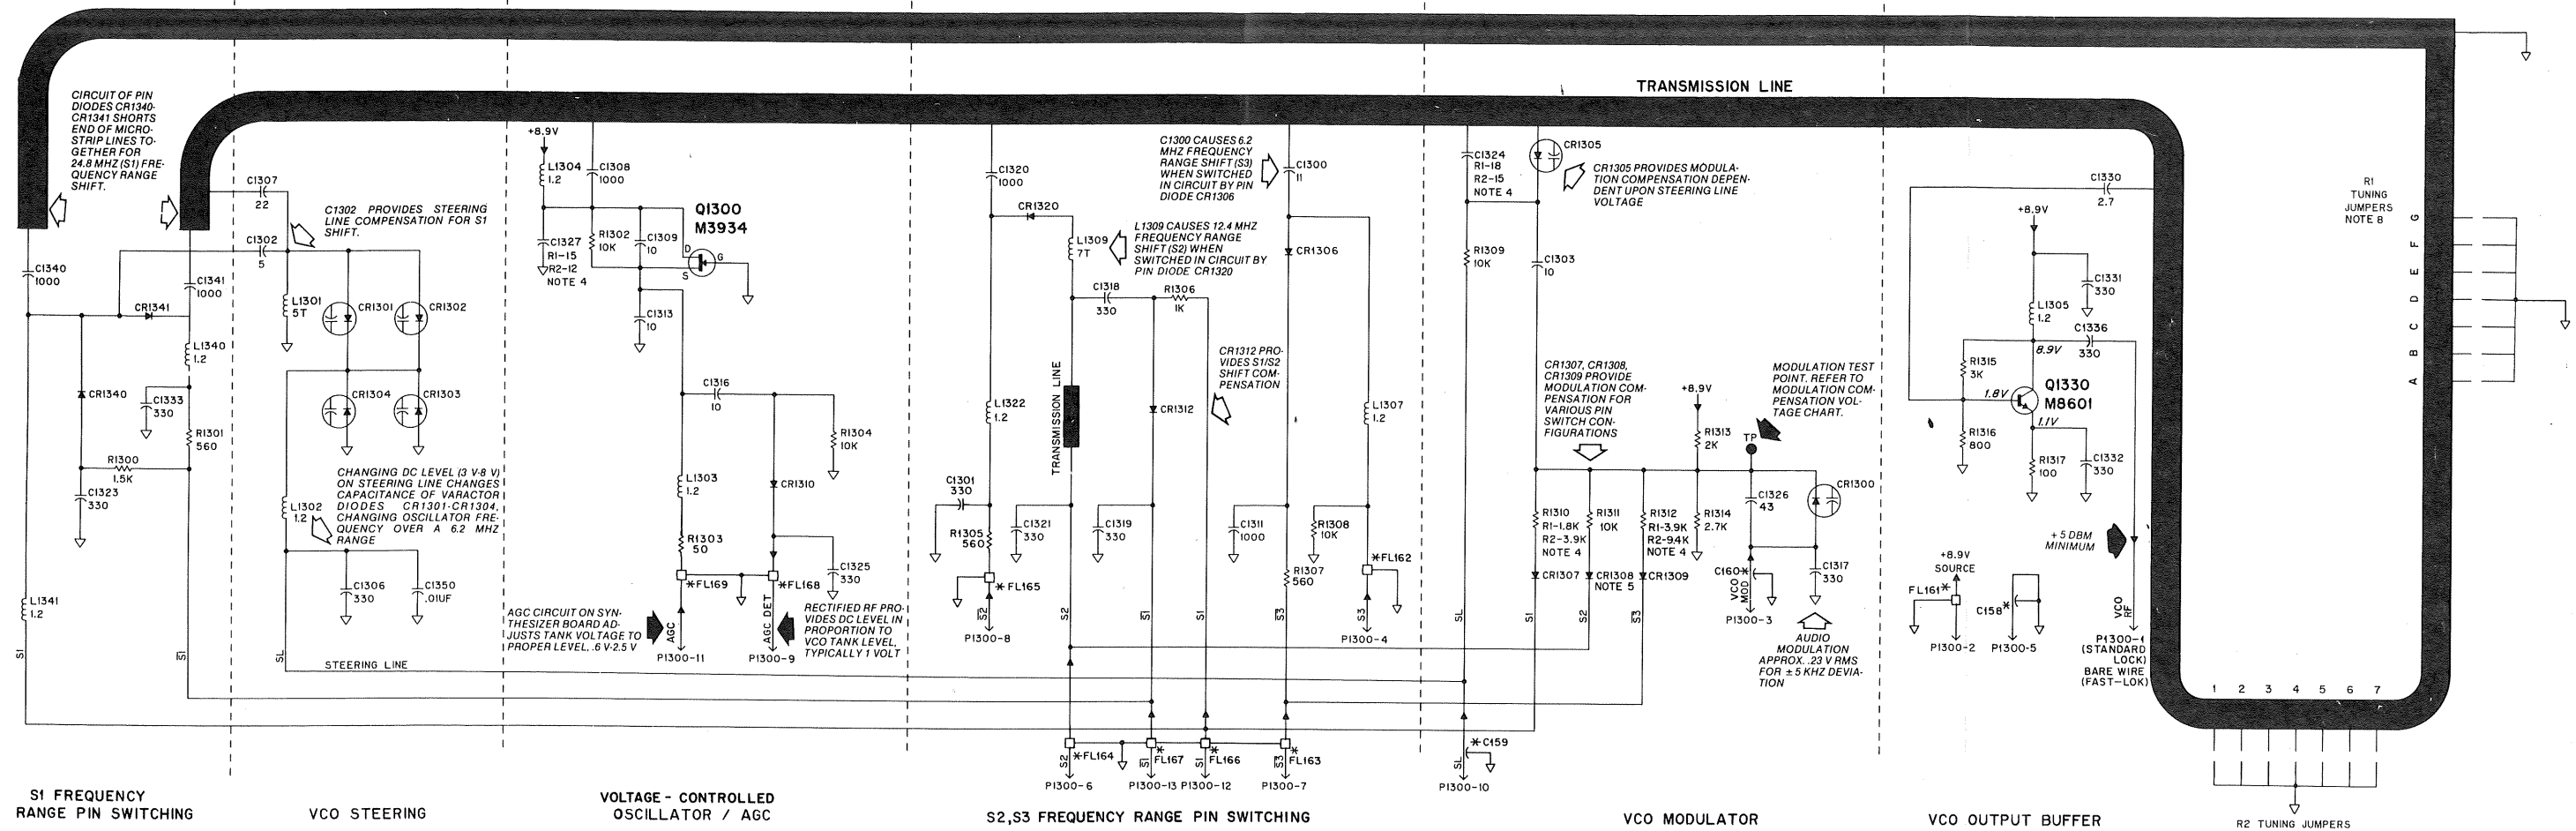 TRANSMISSION LINE
CIRCUIT OF PIN
DIODES CR1340-
CR1341 SHORTS
END OF MICRO-
STRIP LINES TO-
GETHER FOR
24.8 MHZ (S1) FRE-
QUENCY RANGE
SHIFT.
C1340
1000
C1341
1000
CR1341
L1340
1.2
CR1340
C1333
330
R1301
560
R1300
1.5K
C1323
330
L1341
1.2
S1
S1
S1 FREQUENCY
RANGE PIN SWITCHING
C1307
22
C1302 PROVIDES STEERING
LINE COMPENSATION FOR S1
SHIFT.
C1302
5
L1301
5T
CR1301
CR1302
CR1304
CR1303
CHANGING DC LEVEL (3 V-8 V)
ON STEERING LINE CHANGES
CAPACITANCE OF VARACTOR
DIODES CR1301-CR1304,
CHANGING OSCILLATOR FRE-
QUENCY OVER A 6.2 MHZ
RANGE
L1302
1.2
C1306
330
C1350
.01UF
SL
STEERING LINE
VCO STEERING
+8.9V
L1304
1.2
C1308
1000
Q1300
M3934
C1327
R1-15
R2-12
NOTE 4
R1302
10K
C1309
10
D
G
S
C1313
10
C1316
10
R1304
10K
L1303
1.2
CR1310
R1303
50
C1325
330
*FL169
*FL168
AGC CIRCUIT ON SYN-
THESIZER BOARD AD-
JUSTS TANK VOLTAGE TO
PROPER LEVEL, .6 V-2.5 V
AGC
AGC DET
RECTIFIED RF PRO-
VIDES DC LEVEL IN
PROPORTION TO
VCO TANK LEVEL,
TYPICALLY 1 VOLT
P1300-11
P1300-9
VOLTAGE - CONTROLLED
OSCILLATOR / AGC
C1320
1000
CR1320
L1309
7T
L1309 CAUSES 12.4 MHZ
FREQUENCY RANGE
SHIFT (S2) WHEN
SWITCHED IN CIRCUIT BY
PIN DIODE CR1320
C1300 CAUSES 6.2
MHZ FREQUENCY
RANGE SHIFT (S3)
WHEN SWITCHED
IN CIRCUIT BY PIN
DIODE CR1306
C1300
11
CR1306
C1318
330
R1306
1K
CR1312 PRO-
VIDES S1/S2
SHIFT COM-
PENSATION
L1322
1.2
TRANSMISSION LINE
CR1312
L1307
1.2
C1301
330
R1305
560
C1321
330
C1319
330
C1311
1000
R1308
10K
R1307
560
*FL165
*FL162
S2
S2
S1
S1
S3
S3
P1300-8
P1300-4
S2
*FL164
S1
*
FL167
S1
*
FL166
S3
*
FL163
P1300-6
P1300-13
P1300-12
P1300-7
S2,S3 FREQUENCY RANGE PIN SWITCHING
C1324
R1-18
R2-15
NOTE 4
CR1305
CR1305 PROVIDES MODULA-
TION COMPENSATION DEPEN-
DENT UPON STEERING LINE
VOLTAGE
R1309
10K
C1303
10
CR1307, CR1308,
CR1309 PROVIDE
MODULATION COM-
PENSATION FOR
VARIOUS PIN
SWITCH CON-
FIGURATIONS
MODULATION TEST
POINT. REFER TO
MODULATION COM-
PENSATION VOL-
TAGE CHART.
+8.9V
R1313
2K
TP
R1310
R1-1.8K
R2-3.9K
NOTE 4
R1311
10K
R1312
R1-3.9K
R2-9.4K
NOTE 4
R1314
2.7K
C1326
43
CR1300
CR1307
CR1308
NOTE 5
CR1309
C160*
C1317
330
SL
S1
S2
S3
VCO
MOD
P1300-3
AUDIO
MODULATION
APPROX. .23 V RMS
FOR ± 5 KHZ DEVIA-
TION
*C159
SL
P1300-10
VCO MODULATOR
C1330
2.7
+8.9V
C1331
330
L1305
1.2
C1336
330
8.9V
R1315
3K
Q1330
M8601
1.8V
1.1V
R1316
800
R1317
100
C1332
330
+5 DBM
MINIMUM
+8.9V
SOURCE
FL161*
C158*
VCO
RF
P1300-2
P1300-5
P1300-1
(STANDARD
LOCK)
BARE WIRE
(FAST-LOK)
VCO OUTPUT BUFFER
R1
TUNING
JUMPERS
NOTE 8
G
F
E
D
C
B
A
1 2 3 4 5 6 7
R2 TUNING JUMPERS